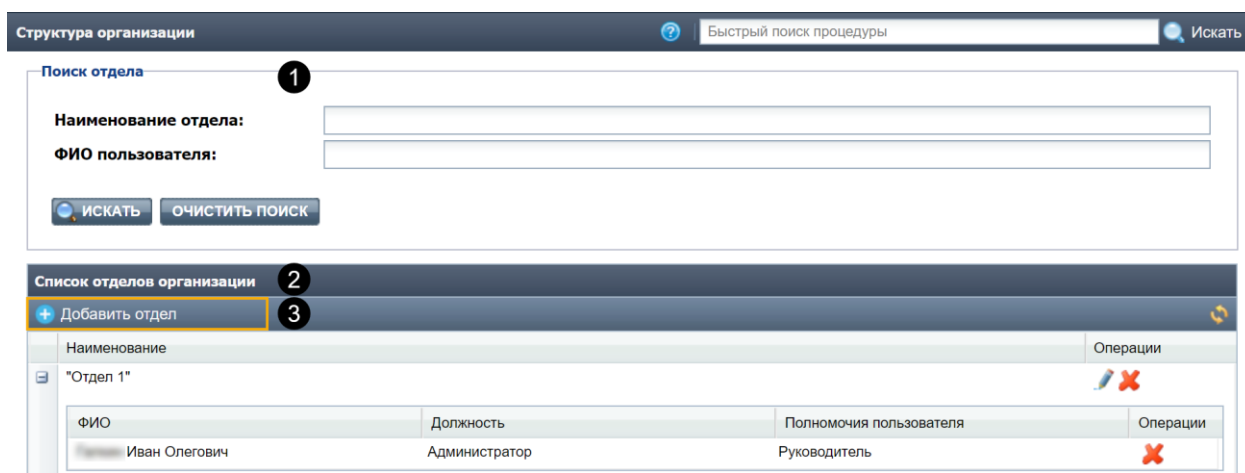 Структура организации ? Быстрый поиск процедуры Искать
Поиск отдела 1
Наименование отдела:
ФИО пользователя:
ИСКАТЬ ОЧИСТИТЬ ПОИСК
Список отделов организации 2
Добавить отдел 3
Наименование Операции
"Отдел 1"
ФИО Должность Полномочия пользователя Операции
Иван Олегович Администратор Руководитель